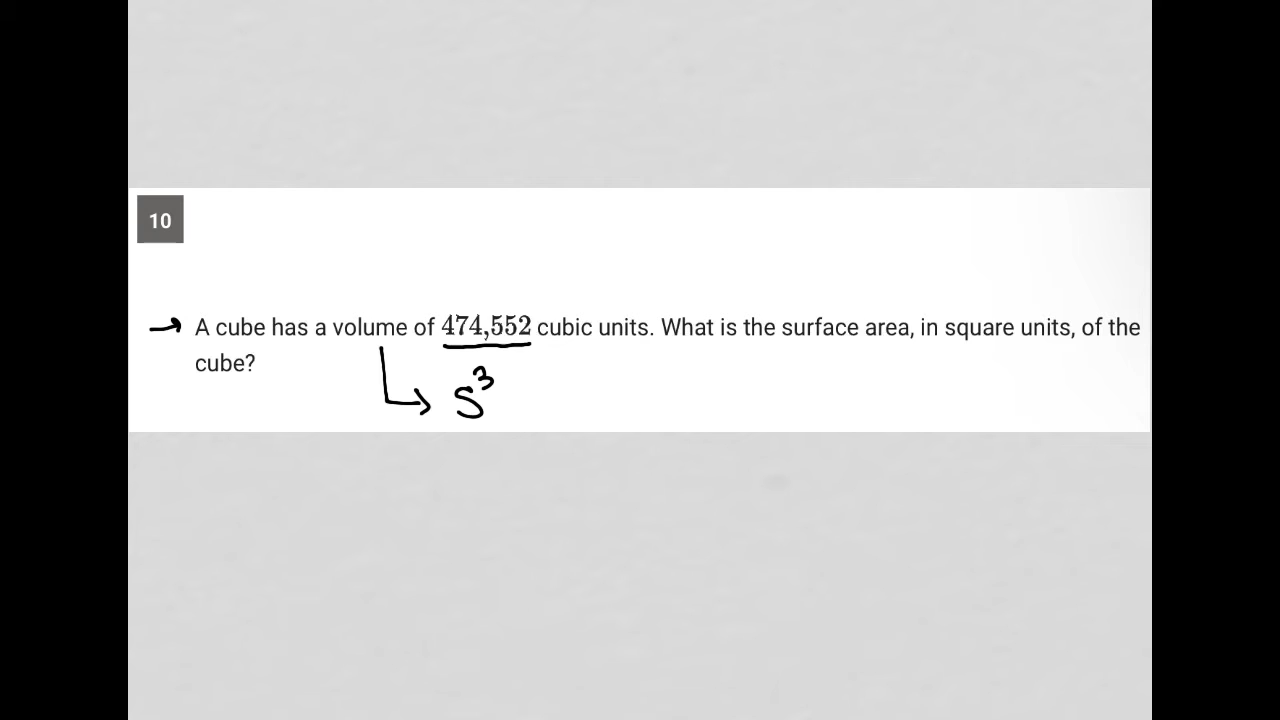 10
→ A cube has a volume of 474,552 cubic units. What is the surface area, in square units, of the
cube?
↳ s³